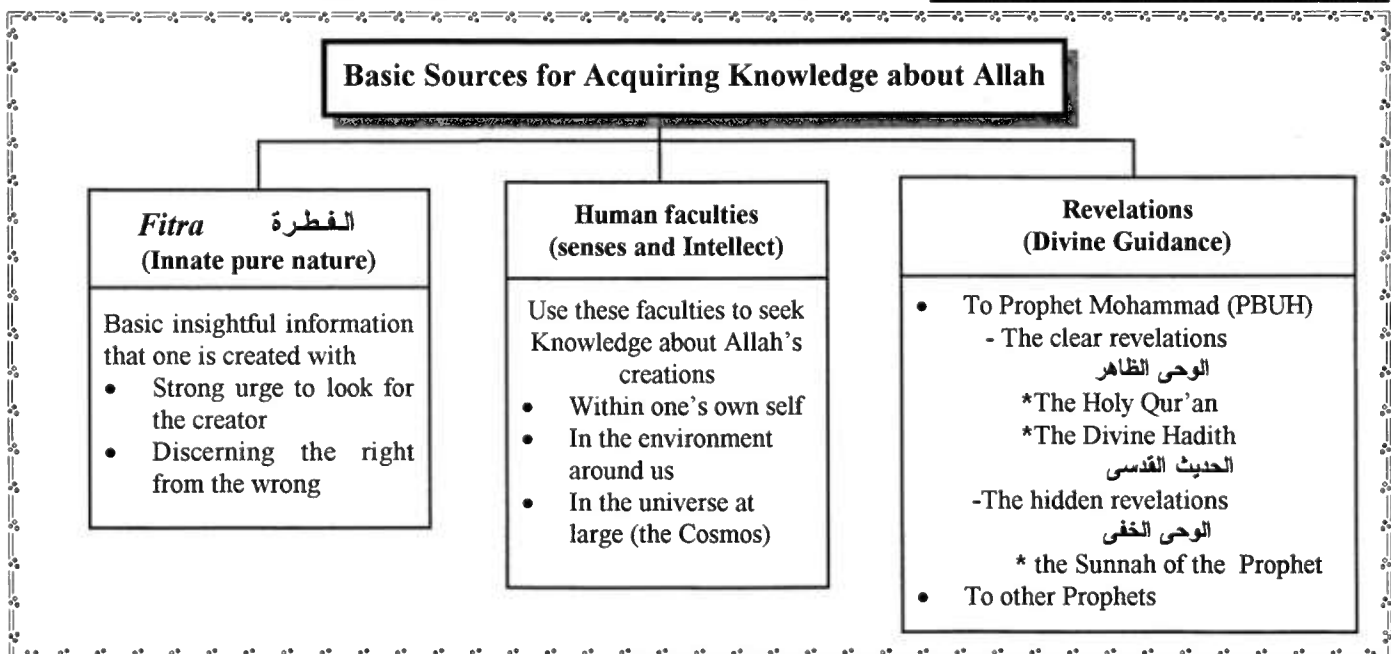 Basic Sources for Acquiring Knowledge about Allah
Fitra الفطرة
(Innate pure nature)
Basic insightful information
that one is created with
• Strong urge to look for
the creator
• Discerning the right
from the wrong
Human faculties
(senses and Intellect)
Use these faculties to seek
Knowledge about Allah's
creations
• Within one's own self
• In the environment
around us
• In the universe at
large (the Cosmos)
Revelations
(Divine Guidance)
• To Prophet Mohammad (PBUH)
- The clear revelations
الوحى الظاهر
*The Holy Qur'an
*The Divine Hadith
الحديث القدسى
-The hidden revelations
الوحى الخفى
* the Sunnah of the Prophet
• To other Prophets